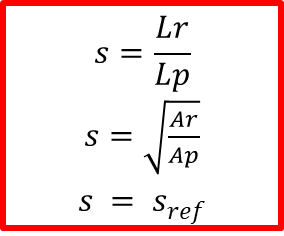 s = Lr/Lp
s = √(Ar/Ap)
s = s_ref